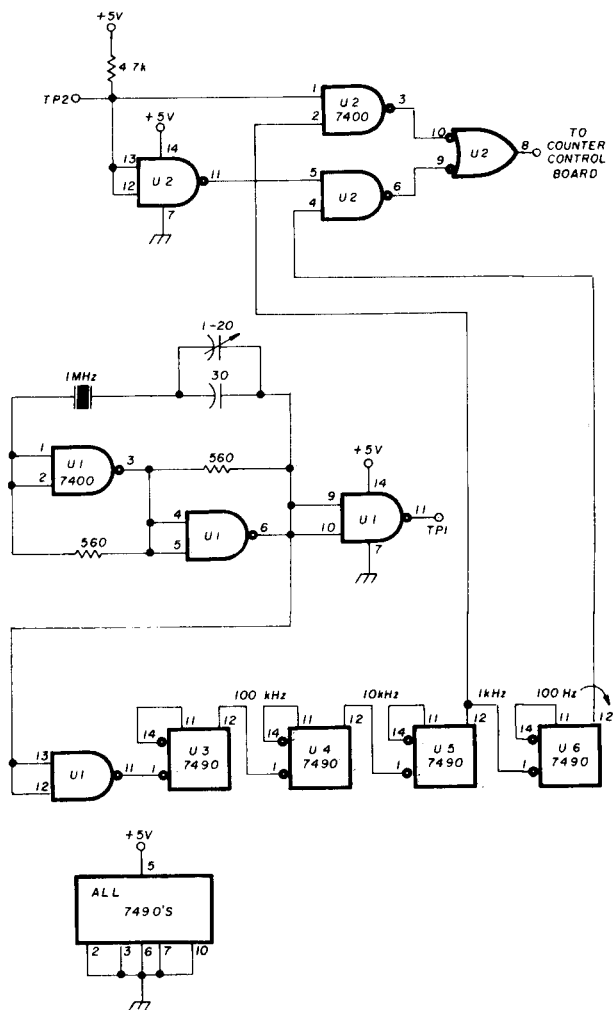 +5V
4.7k
TP2
+5V
14
13
12
U2
11
7
1
2
U2
7400
3
5
4
U2
6
10
9
U2
8
TO
COUNTER
CONTROL
BOARD
1-20
1MHz
30
1
2
U1
7400
3
560
560
4
5
U1
6
+5V
14
9
10
U1
11
TP1
7
13
12
U1
11
1
14
11
12
U3
7490
100 kHz
14
1
11
12
U4
7490
10kHz
14
1
11
12
U5
7490
1kHz
14
1
11
12
U6
7490
100 Hz
+5V
5
ALL
7490'S
2
3
6
7
10